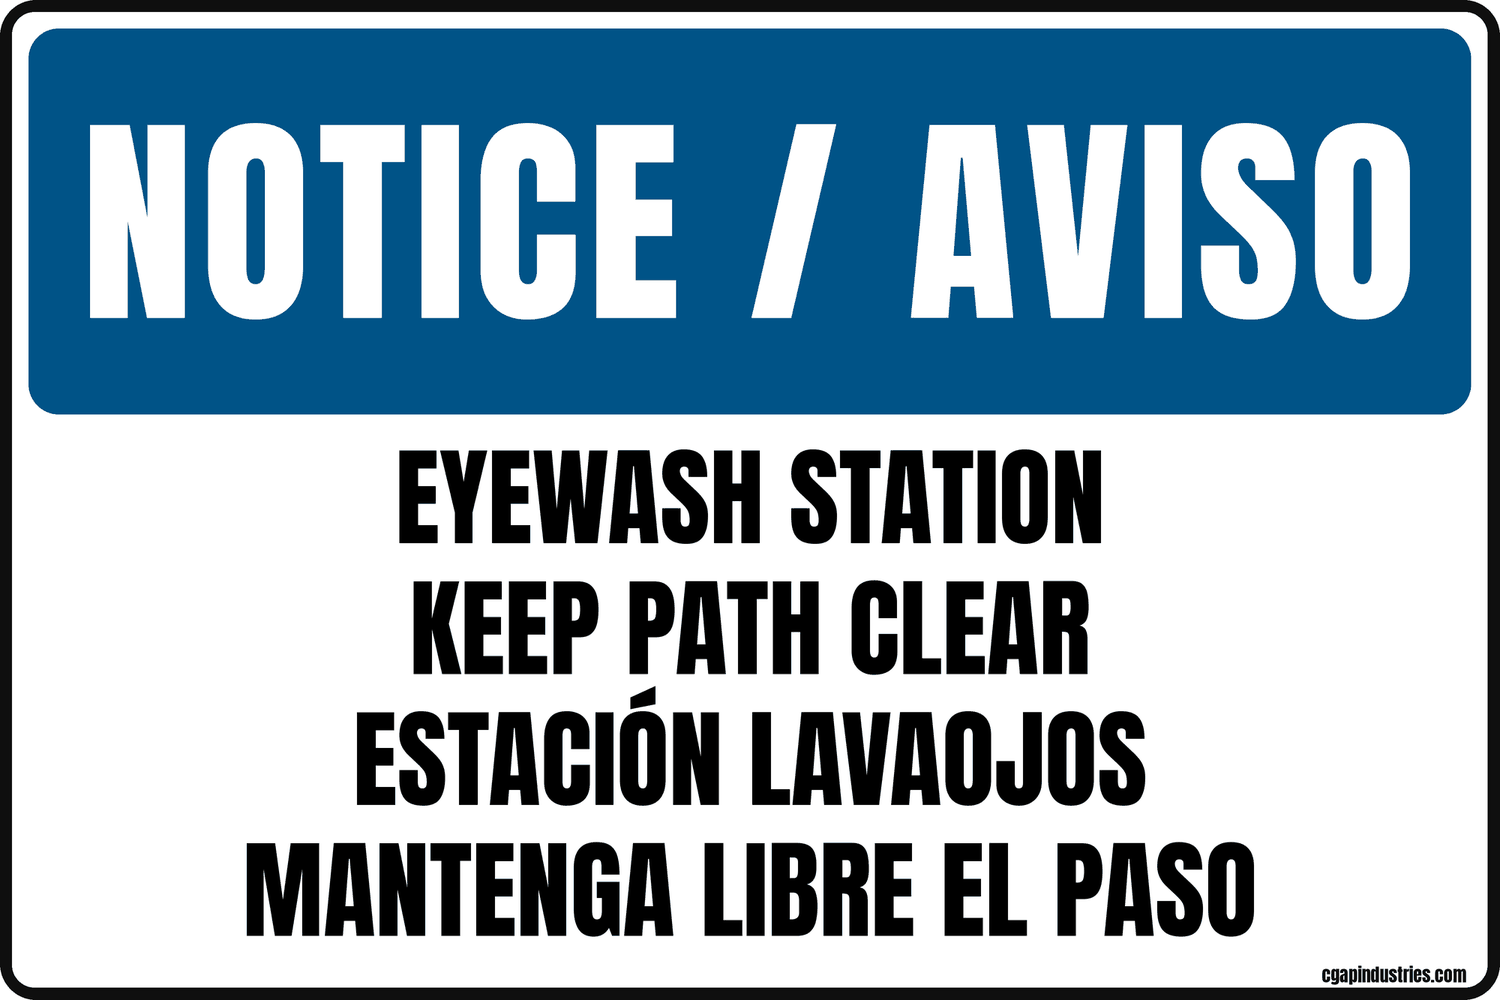 NOTICE / AVISO
EYEWASH STATION
KEEP PATH CLEAR
ESTACIÓN LAVAOJOS
MANTENGA LIBRE EL PASO
cgapindustries.com